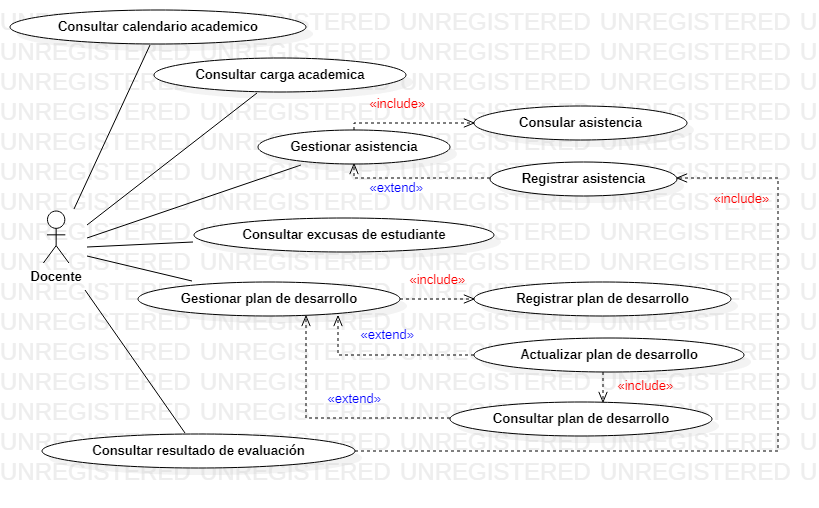 Consultar calendario academico
Consultar carga academica
«include»
Consular asistencia
Gestionar asistencia
«extend»
Registrar asistencia
«include»
Consultar excusas de estudiante
Docente
«include»
Gestionar plan de desarrollo
Registrar plan de desarrollo
«extend»
Actualizar plan de desarrollo
«include»
«extend»
Consultar plan de desarrollo
Consultar resultado de evaluación
UNREGISTERED